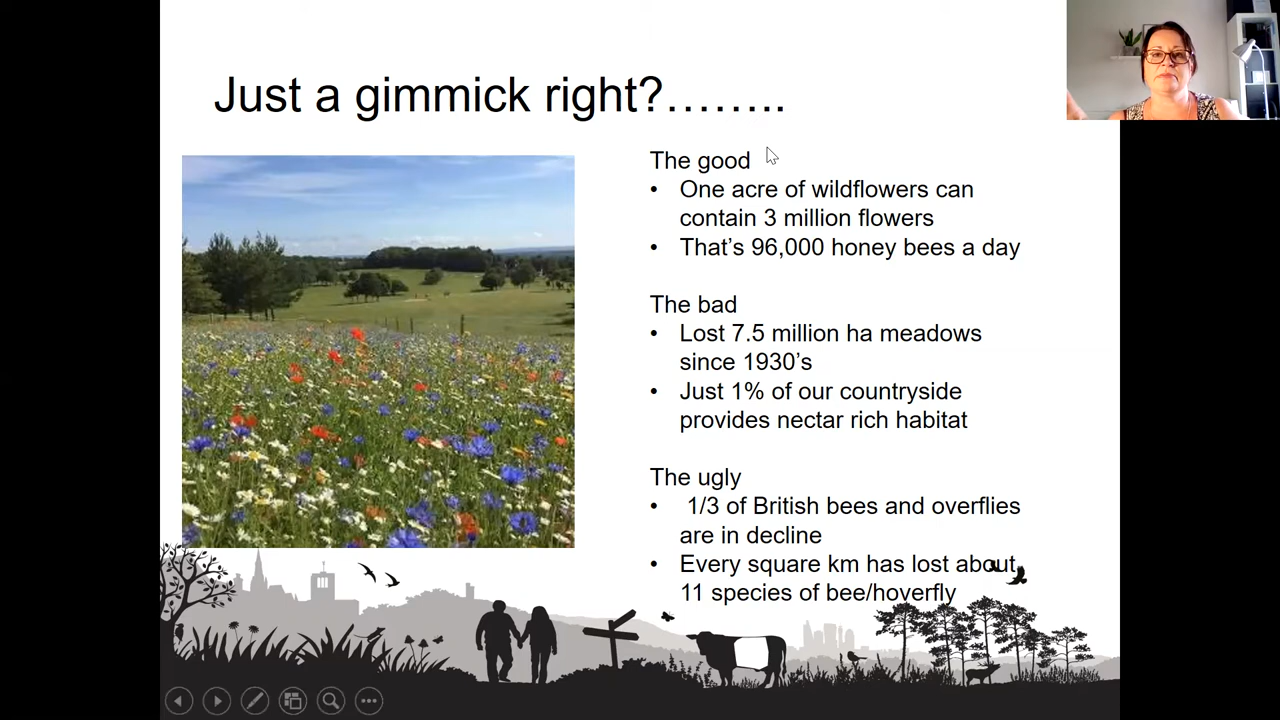 Just a gimmick right?……..
The good
• One acre of wildflowers can
contain 3 million flowers
• That’s 96,000 honey bees a day
The bad
• Lost 7.5 million ha meadows
since 1930’s
• Just 1% of our countryside
provides nectar rich habitat
The ugly
• 1/3 of British bees and overflies
are in decline
• Every square km has lost about
11 species of bee/hoverfly